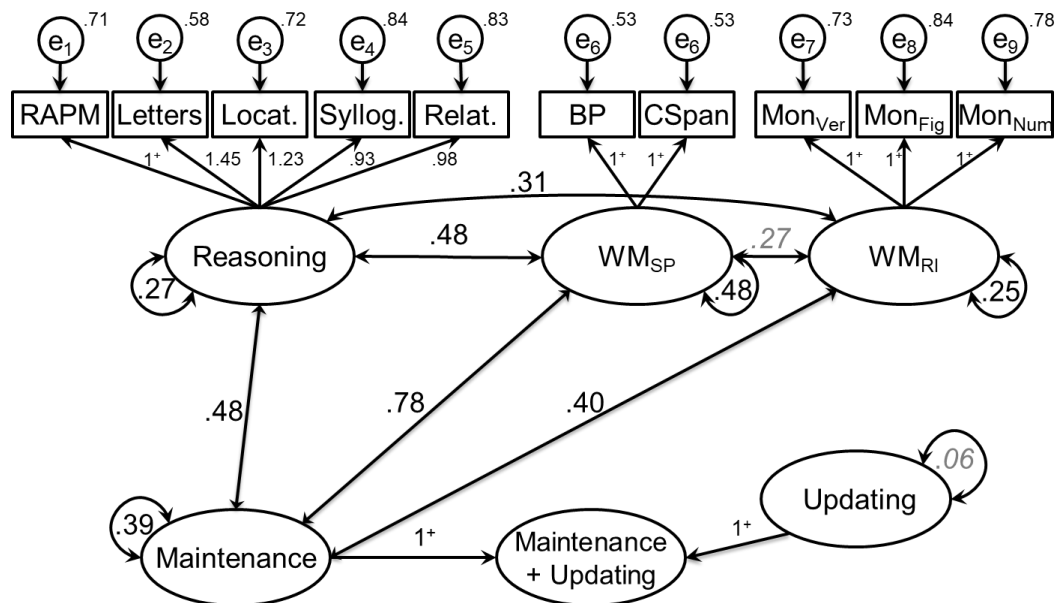 .71 .58 .72 .84 .83 .53 .53 .73 .84 .78
e1 e2 e3 e4 e5 e6 e6 e7 e8 e9
RAPM Letters Locat. Syllog. Relat. BP CSpan MonVer MonFig MonNum
1+ 1.45 1.23 .93 .98 1+ 1+ 1+ 1+ 1+
.31
Reasoning .48 WMSP .27 WMRI
.27 .48 .25
.48 .78 .40
.06
Updating
.39 1+ 1+
Maintenance Maintenance
+ Updating